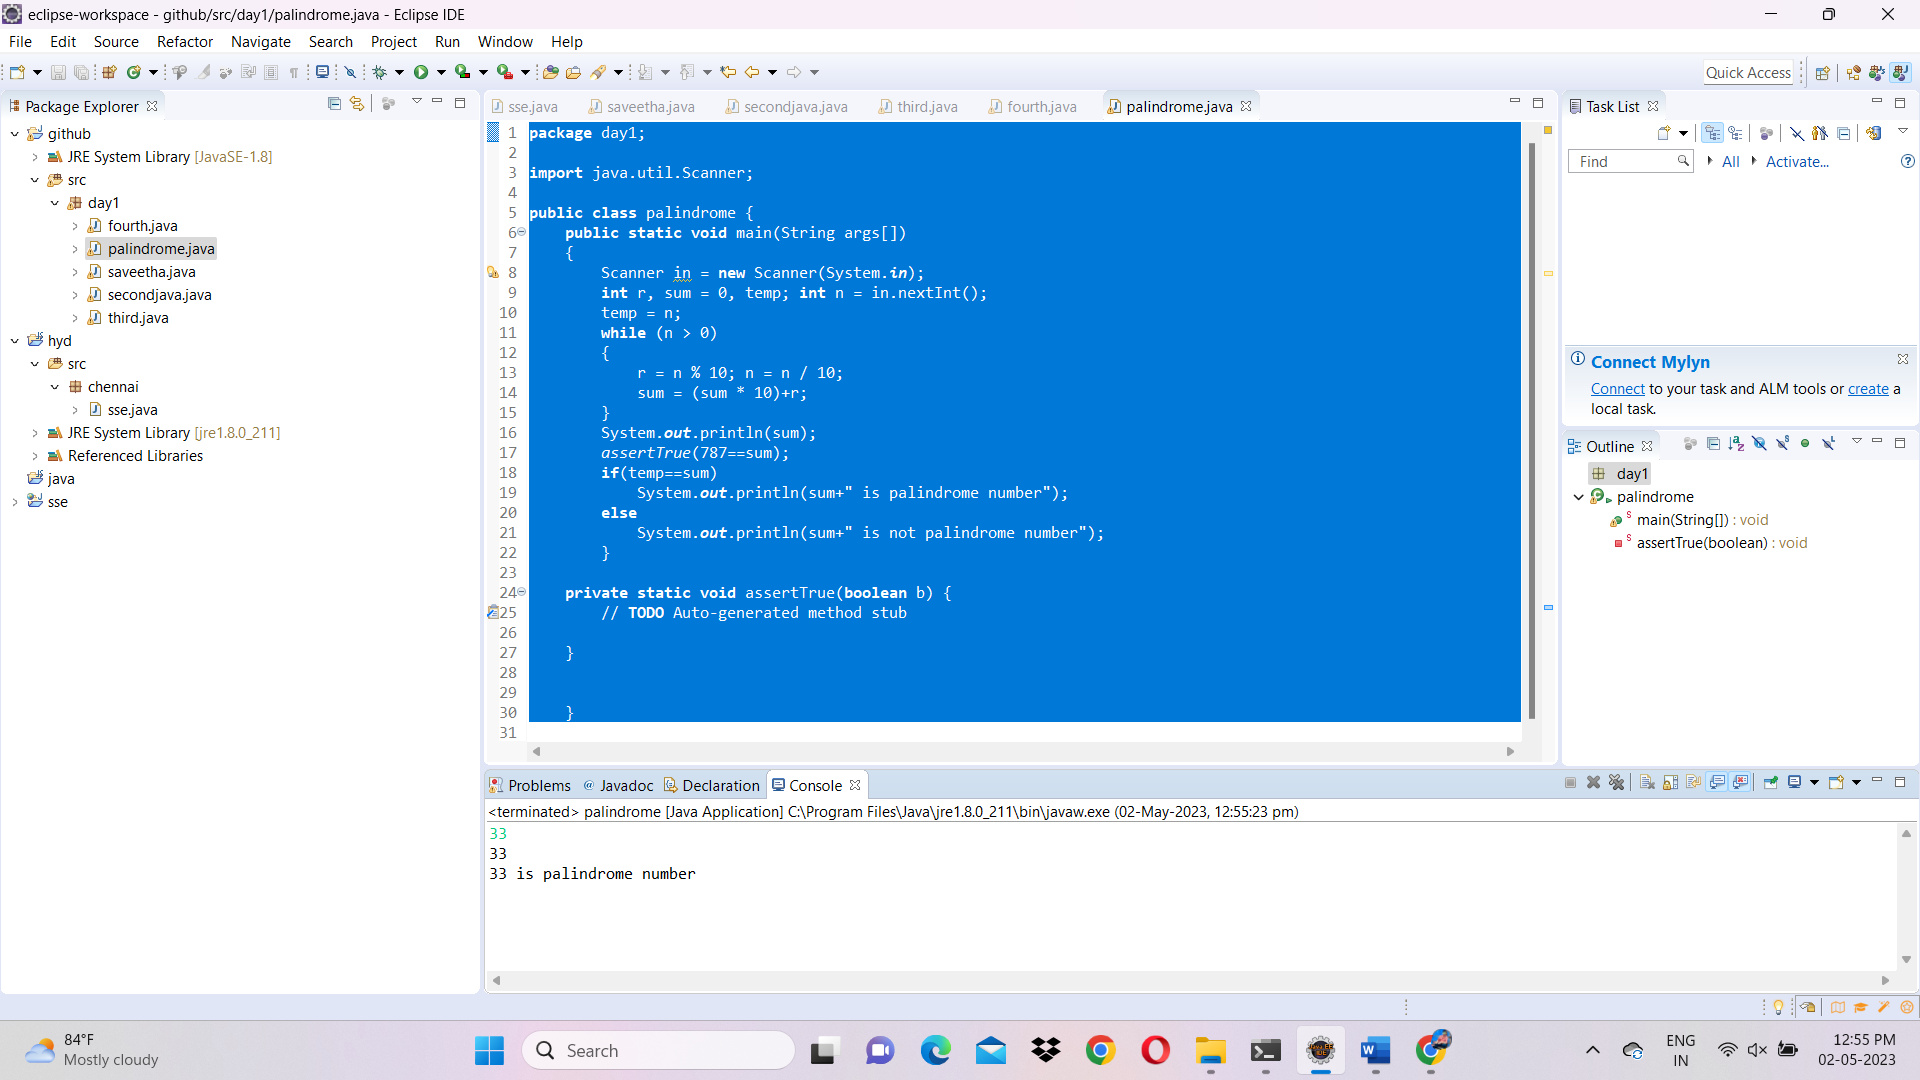 eclipse-workspace - github/src/day1/palindrome.java - Eclipse IDE
File Edit Source Refactor Navigate Search Project Run Window Help
Quick Access
Package Explorer
github
JRE System Library [JavaSE-1.8]
src
day1
fourth.java
palindrome.java
saveetha.java
secondjava.java
third.java
hyd
src
chennai
sse.java
JRE System Library [jre1.8.0_211]
Referenced Libraries
java
sse
sse.java saveetha.java secondjava.java third.java fourth.java palindrome.java
1 package day1;
2
3 import java.util.Scanner;
4
5 public class palindrome {
6 public static void main(String args[])
7 {
8 Scanner in = new Scanner(System.in);
9 int r, sum = 0, temp; int n = in.nextInt();
10 temp = n;
11 while (n > 0)
12 {
13 r = n % 10; n = n / 10;
14 sum = (sum * 10)+r;
15 }
16 System.out.println(sum);
17 assertTrue(787==sum);
18 if(temp==sum)
19 System.out.println(sum+" is palindrome number");
20 else
21 System.out.println(sum+" is not palindrome number");
22 }
23
24 private static void assertTrue(boolean b) {
25 // TODO Auto-generated method stub
26
27 }
28
29
30 }
31
Task List
Find All Activate...
Connect Mylyn
Connect to your task and ALM tools or create a
local task.
Outline
day1
palindrome
main(String[]) : void
assertTrue(boolean) : void
Problems @ Javadoc Declaration Console
<terminated> palindrome [Java Application] C:\Program Files\Java\jre1.8.0_211\bin\javaw.exe (02-May-2023, 12:55:23 pm)
33
33
33 is palindrome number
84°F
Mostly cloudy
Search
ENG
IN
12:55 PM
02-05-2023